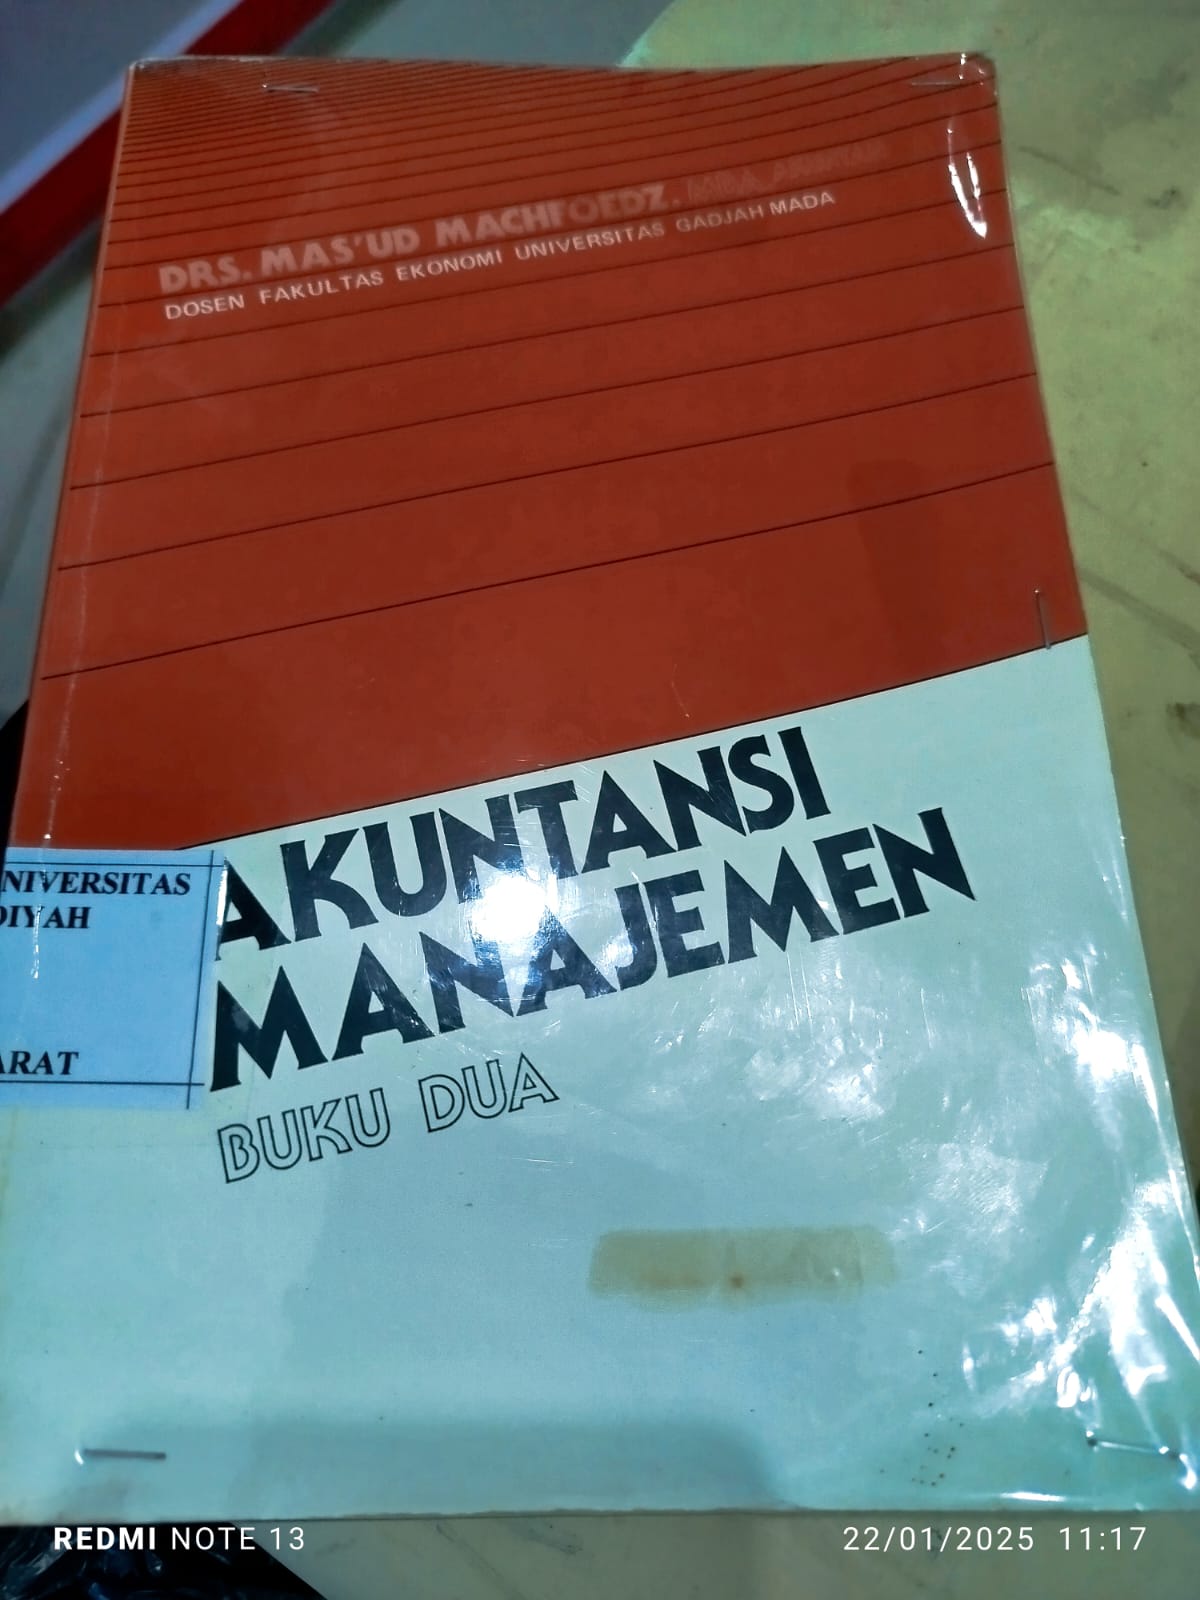 DRS. MAS'UD MACHFOEDZ. MBA
DOSEN FAKULTAS EKONOMI UNIVERSITAS GADJAH MADA
AKUNTANSI
MANAJEMEN
BUKU DUA
NIVERSITAS
DIYAH
ARAT
REDMI NOTE 13
22/01/2025 11:17